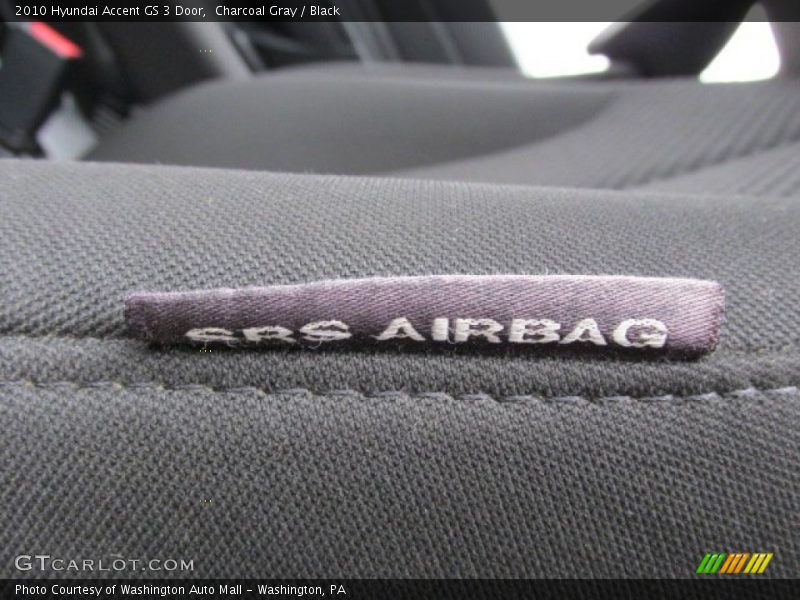 2010 Hyundai Accent GS 3 Door,  Charcoal Gray / Black
SRS AIRBAG
GTCARLOT.COM
Photo Courtesy of Washington Auto Mall - Washington, PA